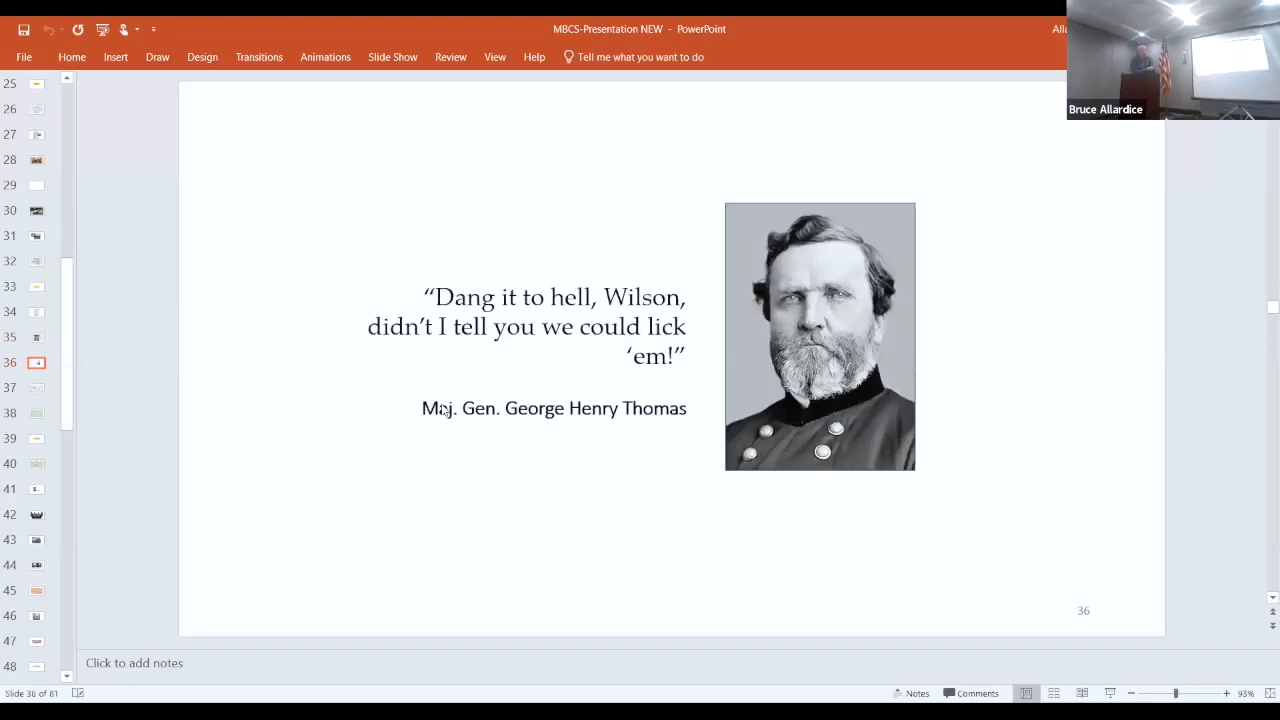 MBCS-Presentation NEW - PowerPoint
File Home Insert Draw Design Transitions Animations Slide Show Review View Help Tell me what you want to do
Bruce Allardice
25
26
27
28
29
30
31
32
33
34
35
36
37
38
39
40
41
42
43
44
45
46
47
48
“Dang it to hell, Wilson,
didn’t I tell you we could lick
‘em!”
Maj. Gen. George Henry Thomas
36
Click to add notes
Slide 36 of 81 Notes Comments 93%